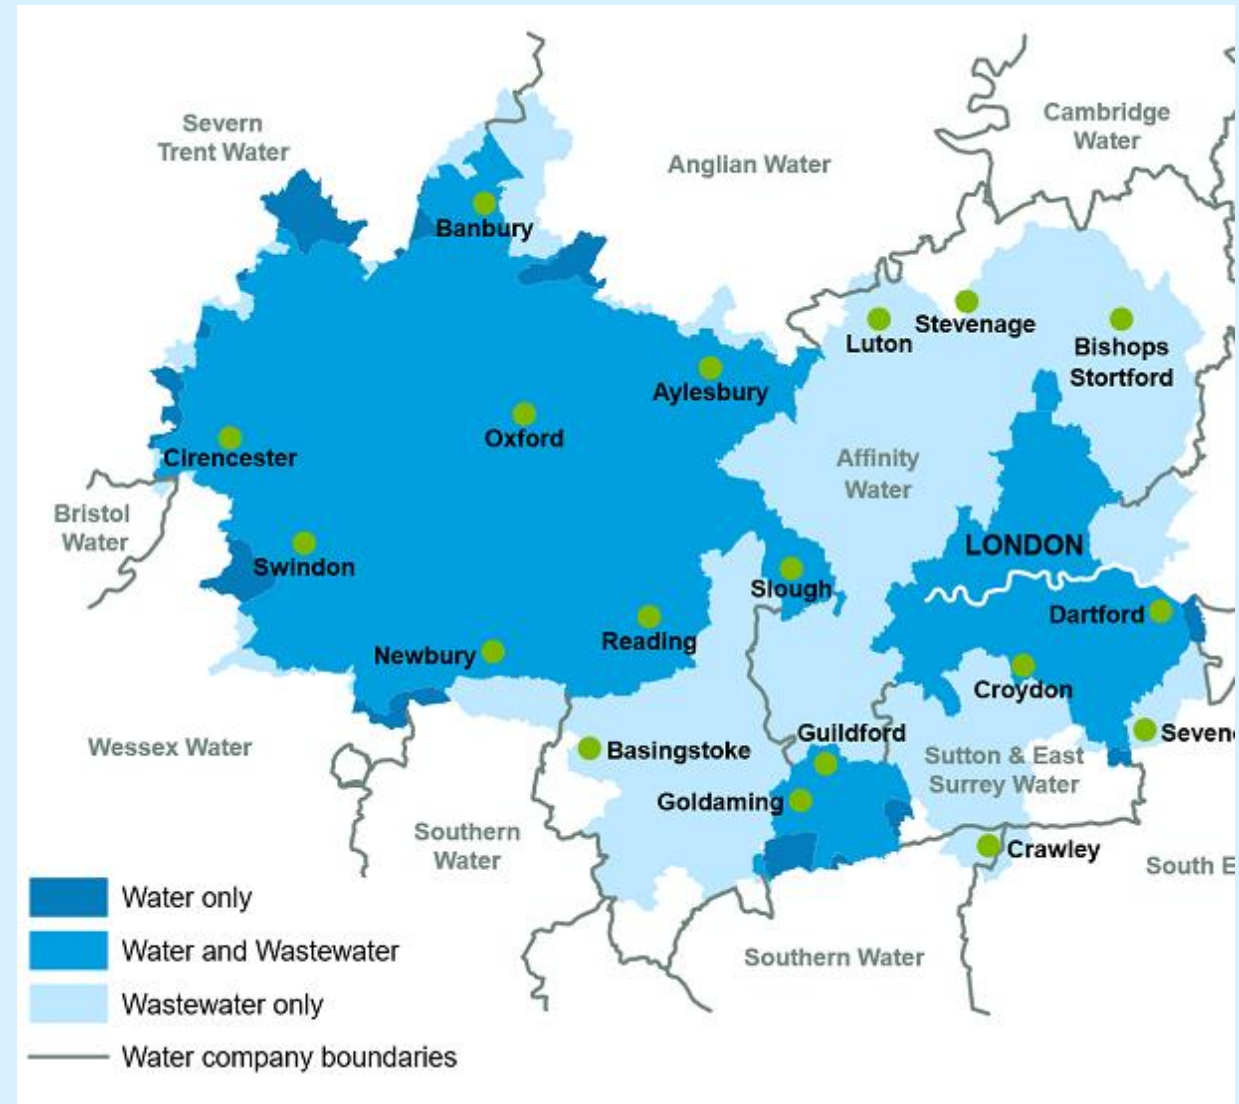 Severn
Trent Water
Cambridge
Water
Anglian Water
Banbury
Luton
Stevenage
Bishops
Stortford
Aylesbury
Oxford
Cirencester
Affinity
Water
Bristol
Water
LONDON
Swindon
Slough
Dartford
Reading
Newbury
Croydon
Guildford
Seven
Wessex Water
Basingstoke
Sutton & East
Surrey Water
Goldaming
Southern
Water
Crawley
South E
Southern Water
Water only
Water and Wastewater
Wastewater only
Water company boundaries